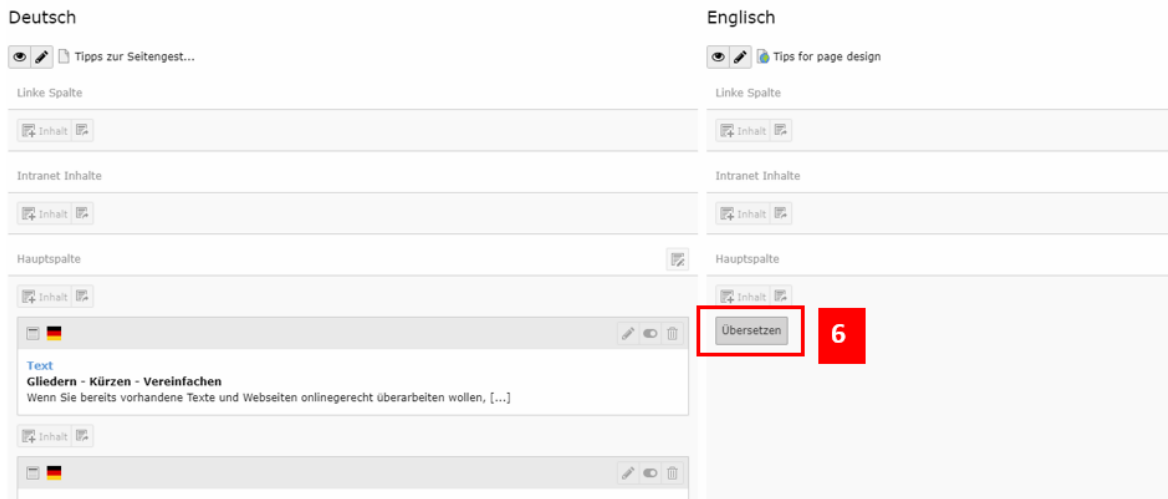 Deutsch
Tipps zur Seitengest...
Linke Spalte
Inhalt
Intranet Inhalte
Inhalt
Hauptspalte
Inhalt
Text
Gliedern - Kürzen - Vereinfachen
Wenn Sie bereits vorhandene Texte und Webseiten onlinegerecht überarbeiten wollen, [...]
Inhalt
Englisch
Tips for page design
Linke Spalte
Inhalt
Intranet Inhalte
Inhalt
Hauptspalte
Inhalt
Übersetzen
6